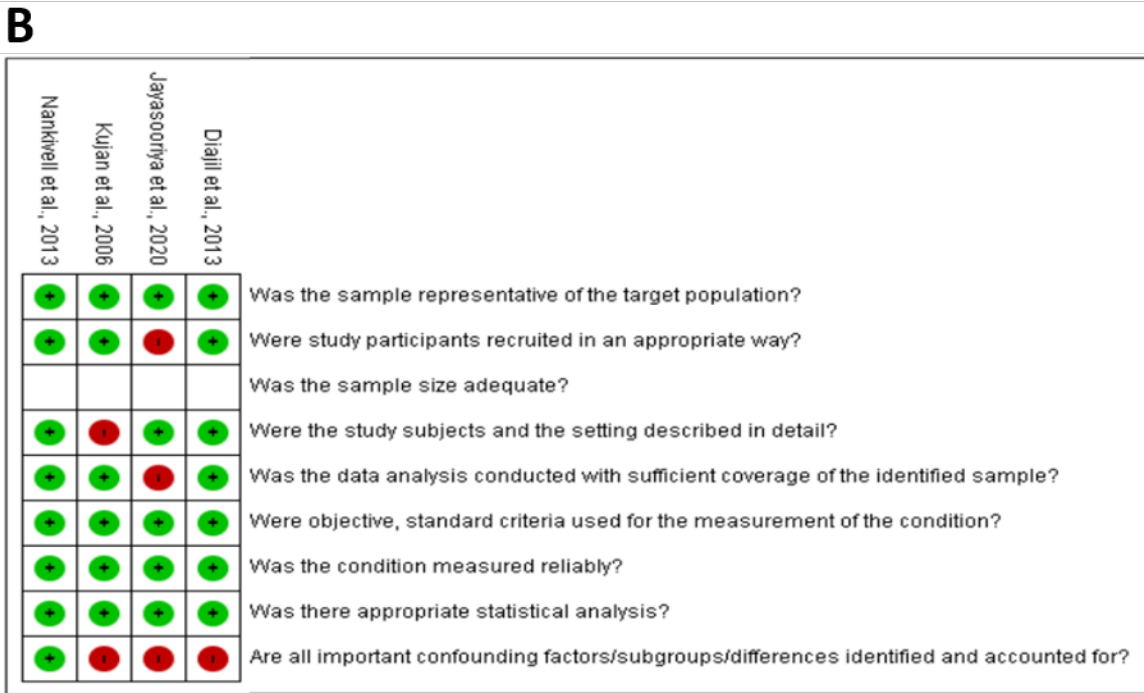 B
Nankivell et al., 2013
Kujan et al., 2006
Jayasooriya et al., 2020
Diajil et al., 2013
+ + + + Was the sample representative of the target population?
+ + - + Were study participants recruited in an appropriate way?
Was the sample size adequate?
+ - + + Were the study subjects and the setting described in detail?
+ + - + Was the data analysis conducted with sufficient coverage of the identified sample?
+ + + + Were objective, standard criteria used for the measurement of the condition?
+ + + + Was the condition measured reliably?
+ + + + Was there appropriate statistical analysis?
+ - - - Are all important confounding factors/subgroups/differences identified and accounted for?